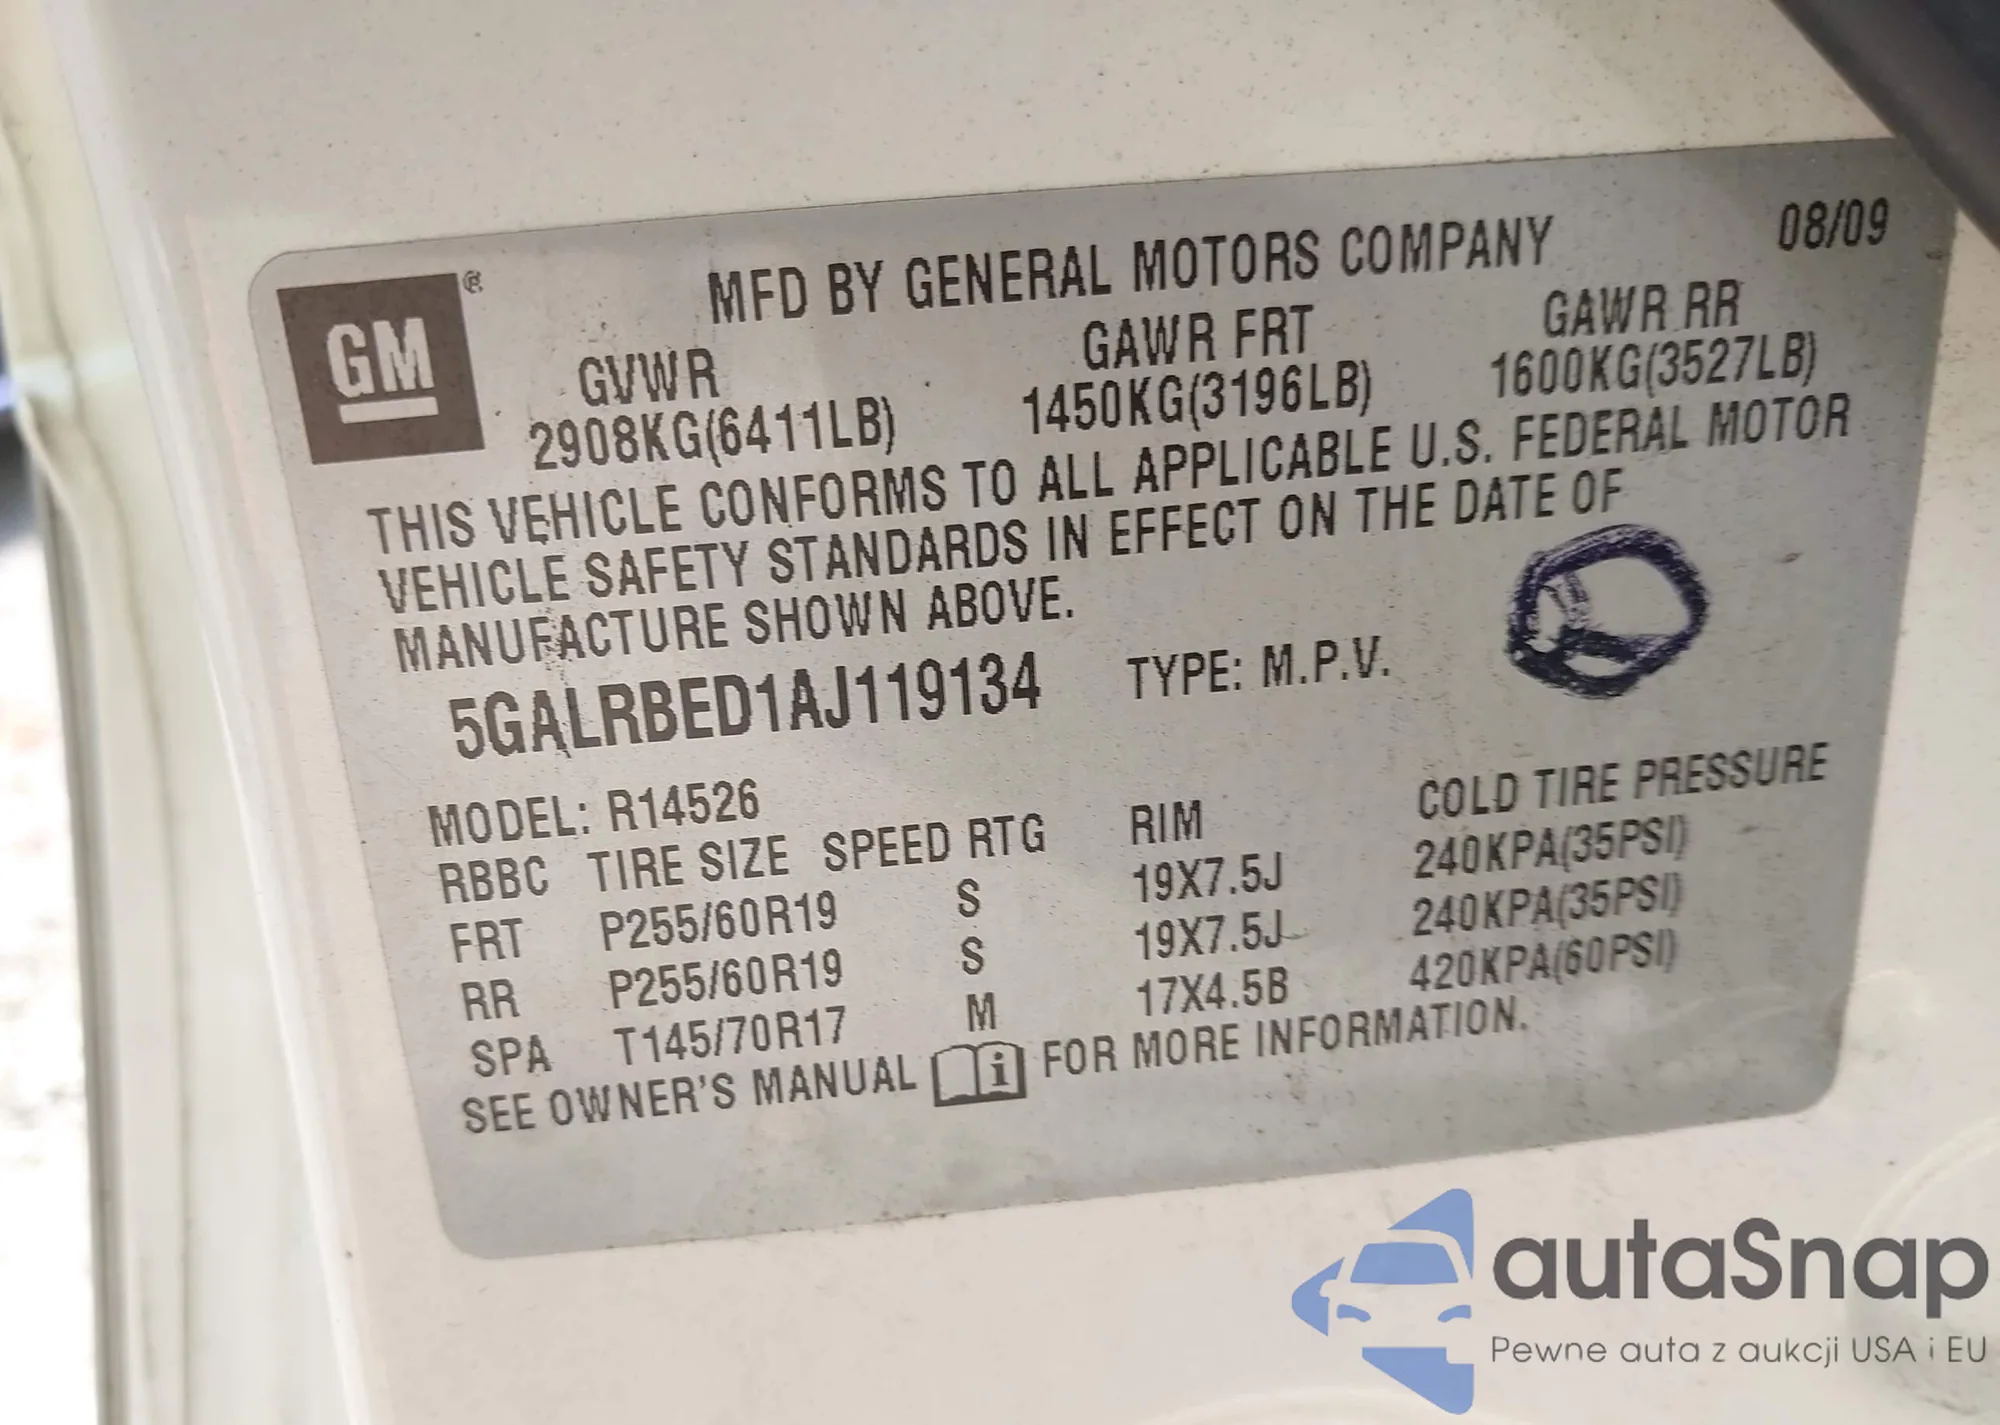 GM
®
MFD BY GENERAL MOTORS COMPANY 08/09
GVWR GAWR FRT GAWR RR
2908KG(6411LB) 1450KG(3196LB) 1600KG(3527LB)
THIS VEHICLE CONFORMS TO ALL APPLICABLE U.S. FEDERAL MOTOR
VEHICLE SAFETY STANDARDS IN EFFECT ON THE DATE OF
MANUFACTURE SHOWN ABOVE.
5GALRBED1AJ119134 TYPE: M.P.V.
MODEL: R14526
RBBC TIRE SIZE SPEED RTG RIM COLD TIRE PRESSURE
FRT P255/60R19 S 19X7.5J 240KPA(35PSI)
RR P255/60R19 S 19X7.5J 240KPA(35PSI)
SPA T145/70R17 M 17X4.5B 420KPA(60PSI)
SEE OWNER'S MANUAL i FOR MORE INFORMATION.
autaSnap
Pewne auta z aukcji USA i EU